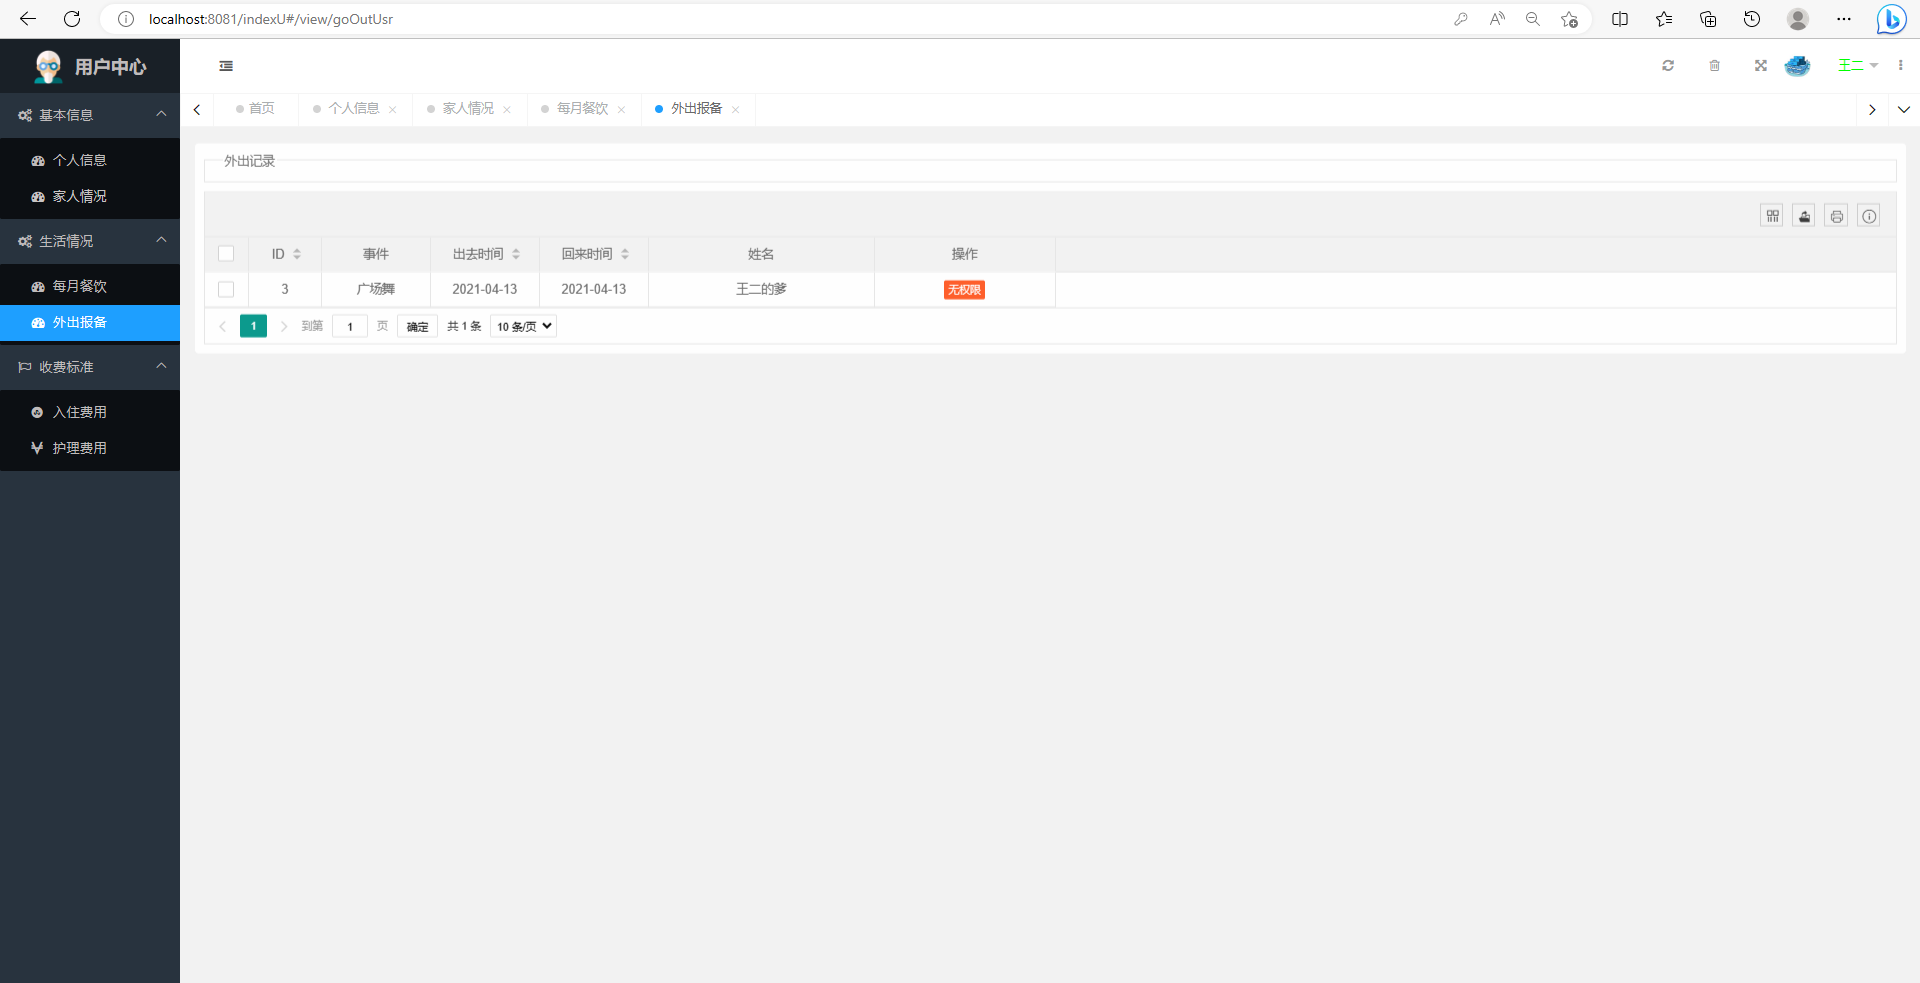 localhost:8081/indexU#/view/goOutUsr
用户中心
王二
基本信息
个人信息
家人情况
生活情况
每月餐饮
外出报备
收费标准
入住费用
护理费用
首页 个人信息 家人情况 每月餐饮 外出报备
外出记录
ID 事件 出去时间 回来时间 姓名 操作
3 广场舞 2021-04-13 2021-04-13 王二的爹 无权限
1 到第 1 页 确定 共 1 条 10 条/页